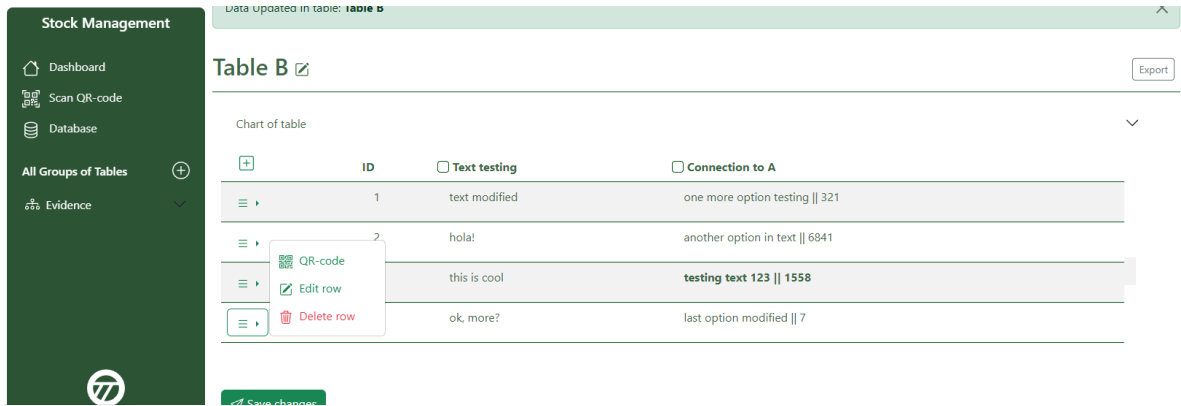 Stock Management
Dashboard
Scan QR-code
Database
All Groups of Tables
Evidence
Data Updated in table: Table B
Table B
Export
Chart of table
ID Text testing Connection to A
1 text modified one more option testing || 321
2 hola! another option in text || 6841
this is cool testing text 123 || 1558
ok, more? last option modified || 7
QR-code
Edit row
Delete row
Save changes